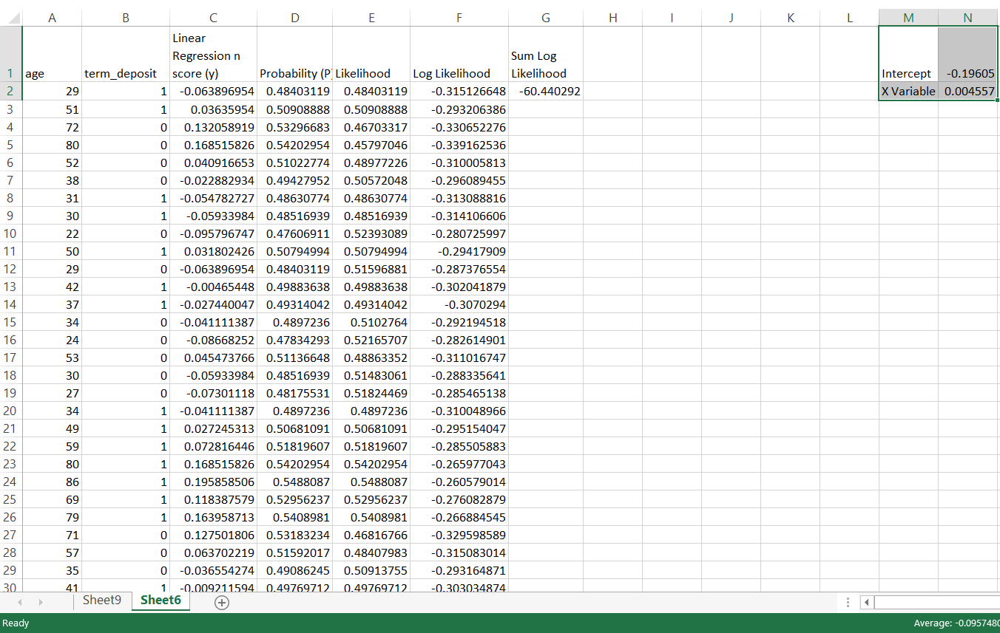 A B C D E F G H I J K L M N
1 age term_deposit Linear Regression n score (y) Probability (P) Likelihood Log Likelihood Sum Log Likelihood Intercept -0.19605
2 29 1 -0.063896954 0.48403119 0.48403119 -0.315126648 -60.440292 X Variable 0.004557
3 51 1 0.03635954 0.50908888 0.50908888 -0.293206386
4 72 0 0.132058919 0.53296683 0.46703317 -0.330652276
5 80 0 0.168515826 0.54202954 0.45797046 -0.339162536
6 52 0 0.040916653 0.51022774 0.48977226 -0.310005813
7 38 0 -0.022882934 0.49427952 0.50572048 -0.296089455
8 31 1 -0.054782727 0.48630774 0.48630774 -0.313088816
9 30 1 -0.05933984 0.48516939 0.48516939 -0.314106606
10 22 0 -0.095796747 0.47606911 0.52393089 -0.280725997
11 50 1 0.031802426 0.50794994 0.50794994 -0.29417909
12 29 0 -0.063896954 0.48403119 0.51596881 -0.287376554
13 42 1 -0.00465448 0.49883638 0.49883638 -0.302041879
14 37 1 -0.027440047 0.49314042 0.49314042 -0.3070294
15 34 0 -0.041111387 0.4897236 0.5102764 -0.292194518
16 24 0 -0.08668252 0.47834293 0.52165707 -0.282614901
17 53 0 0.045473766 0.51136648 0.48863352 -0.311016747
18 30 0 -0.05933984 0.48516939 0.51483061 -0.288335641
19 27 0 -0.07301118 0.48175531 0.51824469 -0.285465138
20 34 1 -0.041111387 0.4897236 0.4897236 -0.310048966
21 49 1 0.027245313 0.50681091 0.50681091 -0.295154047
22 59 1 0.072816446 0.51819607 0.51819607 -0.285505883
23 80 1 0.168515826 0.54202954 0.54202954 -0.265977043
24 86 1 0.195858506 0.5488087 0.5488087 -0.260579014
25 69 1 0.118387579 0.52956237 0.52956237 -0.276082879
26 79 1 0.163958713 0.5408981 0.5408981 -0.266884545
27 71 0 0.127501806 0.53183234 0.46816766 -0.329598589
28 57 0 0.063702219 0.51592017 0.48407983 -0.315083014
29 35 0 -0.036554274 0.49086245 0.50913755 -0.293164871
30 41 1 -0.009211594 0.49769712 0.49769712 -0.303034874
Sheet9 Sheet6
Ready Average: -0.0957480